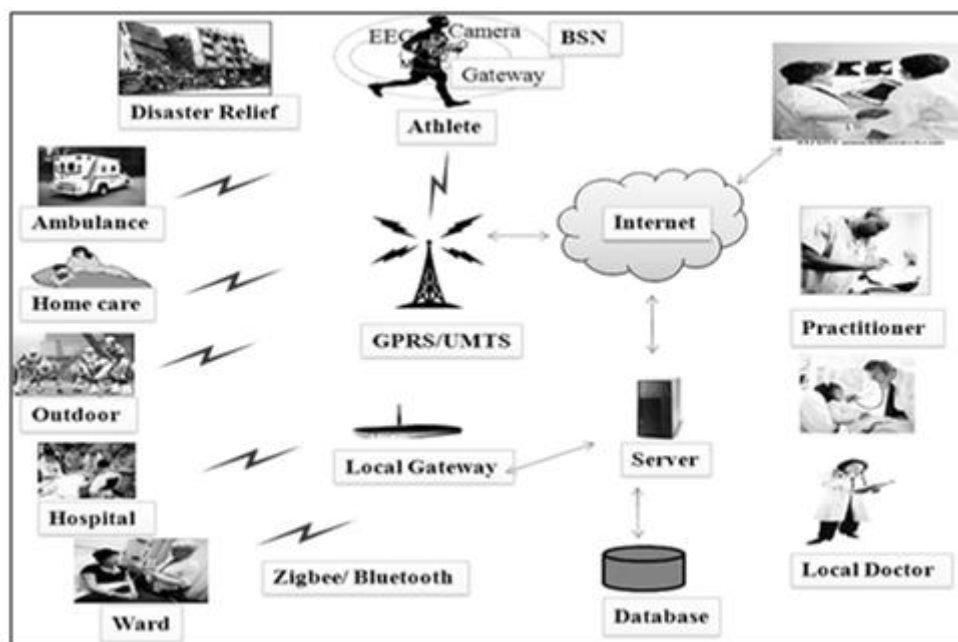 EEG
Camera
BSN
Gateway
Disaster Relief
Athlete
Ambulance
Internet
Home care
GPRS/UMTS
Practitioner
Outdoor
Local Gateway
Server
Hospital
Zigbee/ Bluetooth
Local Doctor
Database
Ward